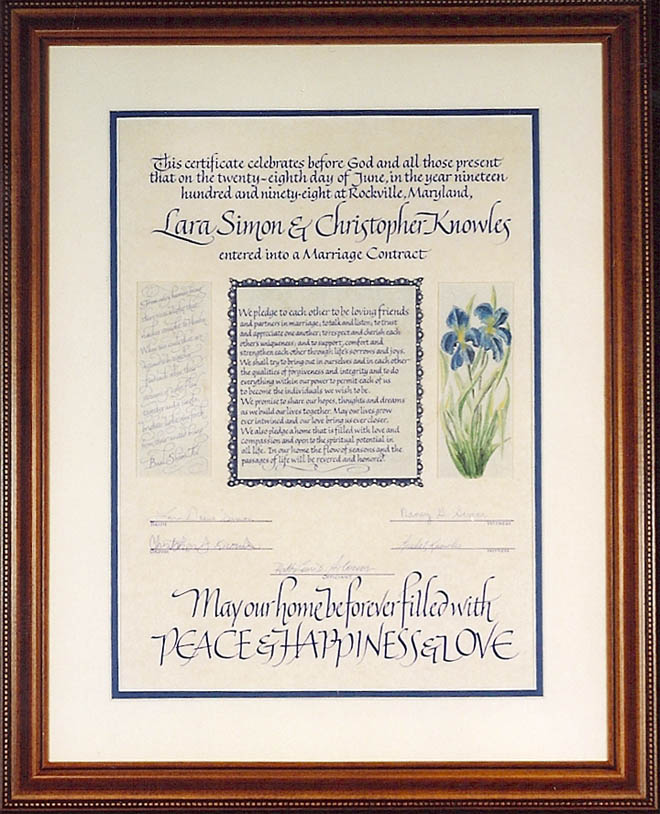 This certificate celebrates before God and all those present
that on the twenty-eighth day of June, in the year nineteen
hundred and ninety-eight at Rockville, Maryland,
Lara Simon & Christopher Knowles
entered into a Marriage Contract
We pledge to each other to be loving friends
and partners in marriage; to talk and listen; to trust
and appreciate one another; to respect and cherish each
other's uniqueness; and to support, comfort and
strengthen each other through life's sorrows and joys.
We shall try to bring out in ourselves and in each other
the qualities of forgiveness and integrity and to do
everything within our power to permit each of us
to become the individuals we wish to be.
We promise to share our hopes, thoughts and dreams
as we build our lives together. May our lives grow
ever intwined and our love bring us ever closer.
We also pledge a home that is filled with love and
compassion and open to the spiritual potential in
all life. In our home the flow of seasons and the
passages of life will be revered and honored.
May our home be forever filled with
PEACE & HAPPINESS & LOVE